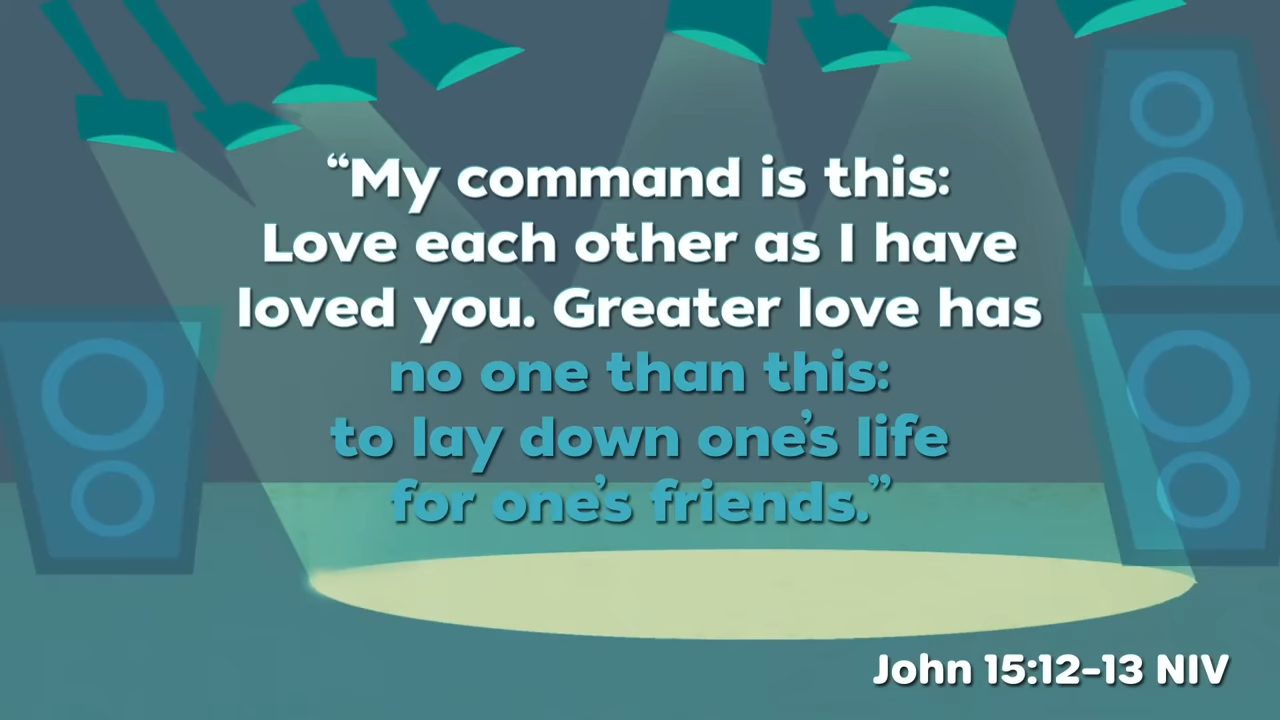 “My command is this:
Love each other as I have
loved you. Greater love has
no one than this:
to lay down one’s life
for one’s friends.”
John 15:12-13 NIV